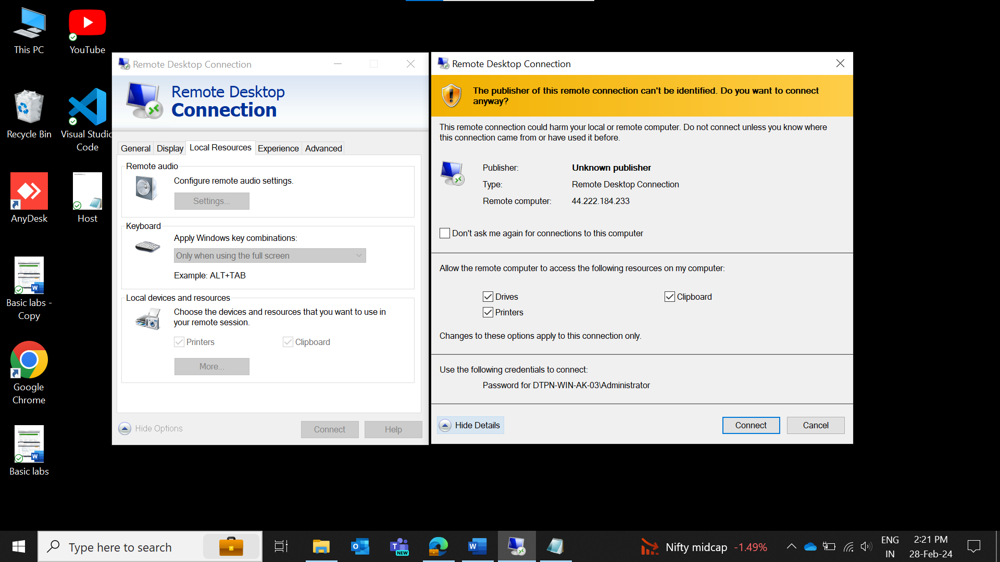 This PC
YouTube
Recycle Bin
Visual Studio
Code
AnyDesk
Host
Basic labs -
Copy
Google
Chrome
Basic labs
Remote Desktop Connection
Remote Desktop
Connection
General
Display
Local Resources
Experience
Advanced
Remote audio
Configure remote audio settings.
Settings...
Keyboard
Apply Windows key combinations:
Only when using the full screen
Example: ALT+TAB
Local devices and resources
Choose the devices and resources that you want to use in
your remote session.
Printers
Clipboard
More...
Hide Options
Connect
Help
Remote Desktop Connection
The publisher of this remote connection can't be identified. Do you want to connect
anyway?
This remote connection could harm your local or remote computer. Do not connect unless you know where
this connection came from or have used it before.
Publisher: Unknown publisher
Type: Remote Desktop Connection
Remote computer: 44.222.184.233
Don't ask me again for connections to this computer
Allow the remote computer to access the following resources on my computer:
Drives
Clipboard
Printers
Changes to these options apply to this connection only.
Use the following credentials to connect:
Password for DTPN-WIN-AK-03\Administrator
Hide Details
Connect
Cancel
Type here to search
NEW
Nifty midcap -1.49%
ENG
IN
2:21 PM
28-Feb-24